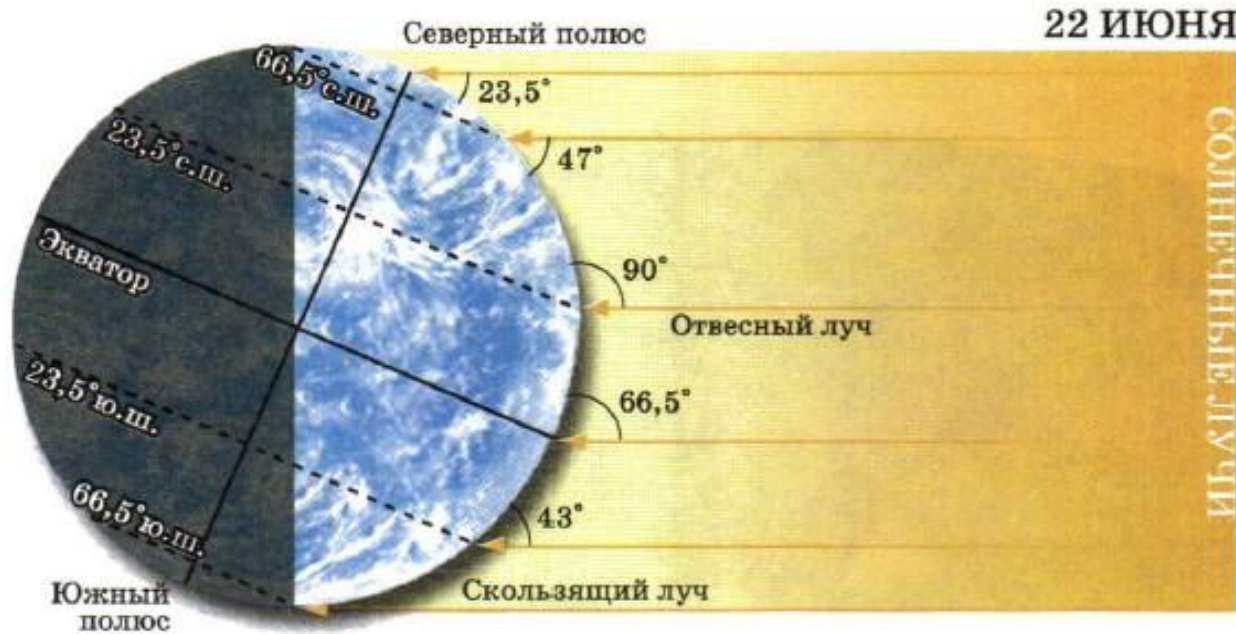 22 ИЮНЯ
Северный полюс
66,5°с.ш.
23,5°
23,5°с.ш.
47°
Экватор
90°
Отвесный луч
23,5°ю.ш.
66,5°
66,5°ю.ш.
43°
Южный
полюс
Скользящий луч
СОЛНЕЧНЫЕ ЛУЧИ